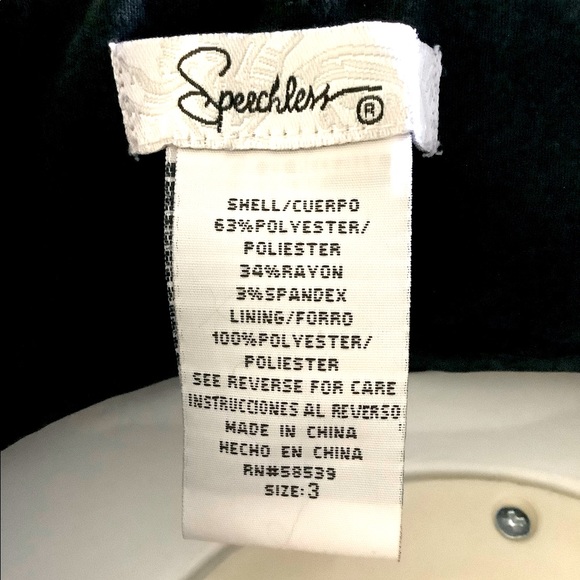 Speechless ®
SHELL/CUERPO
63%POLYESTER/
POLIESTER
34%RAYON
3%SPANDEX
LINING/FORRO
100%POLYESTER/
POLIESTER
SEE REVERSE FOR CARE
INSTRUCCIONES AL REVERSO
MADE IN CHINA
HECHO EN CHINA
RN#58539
SIZE:3